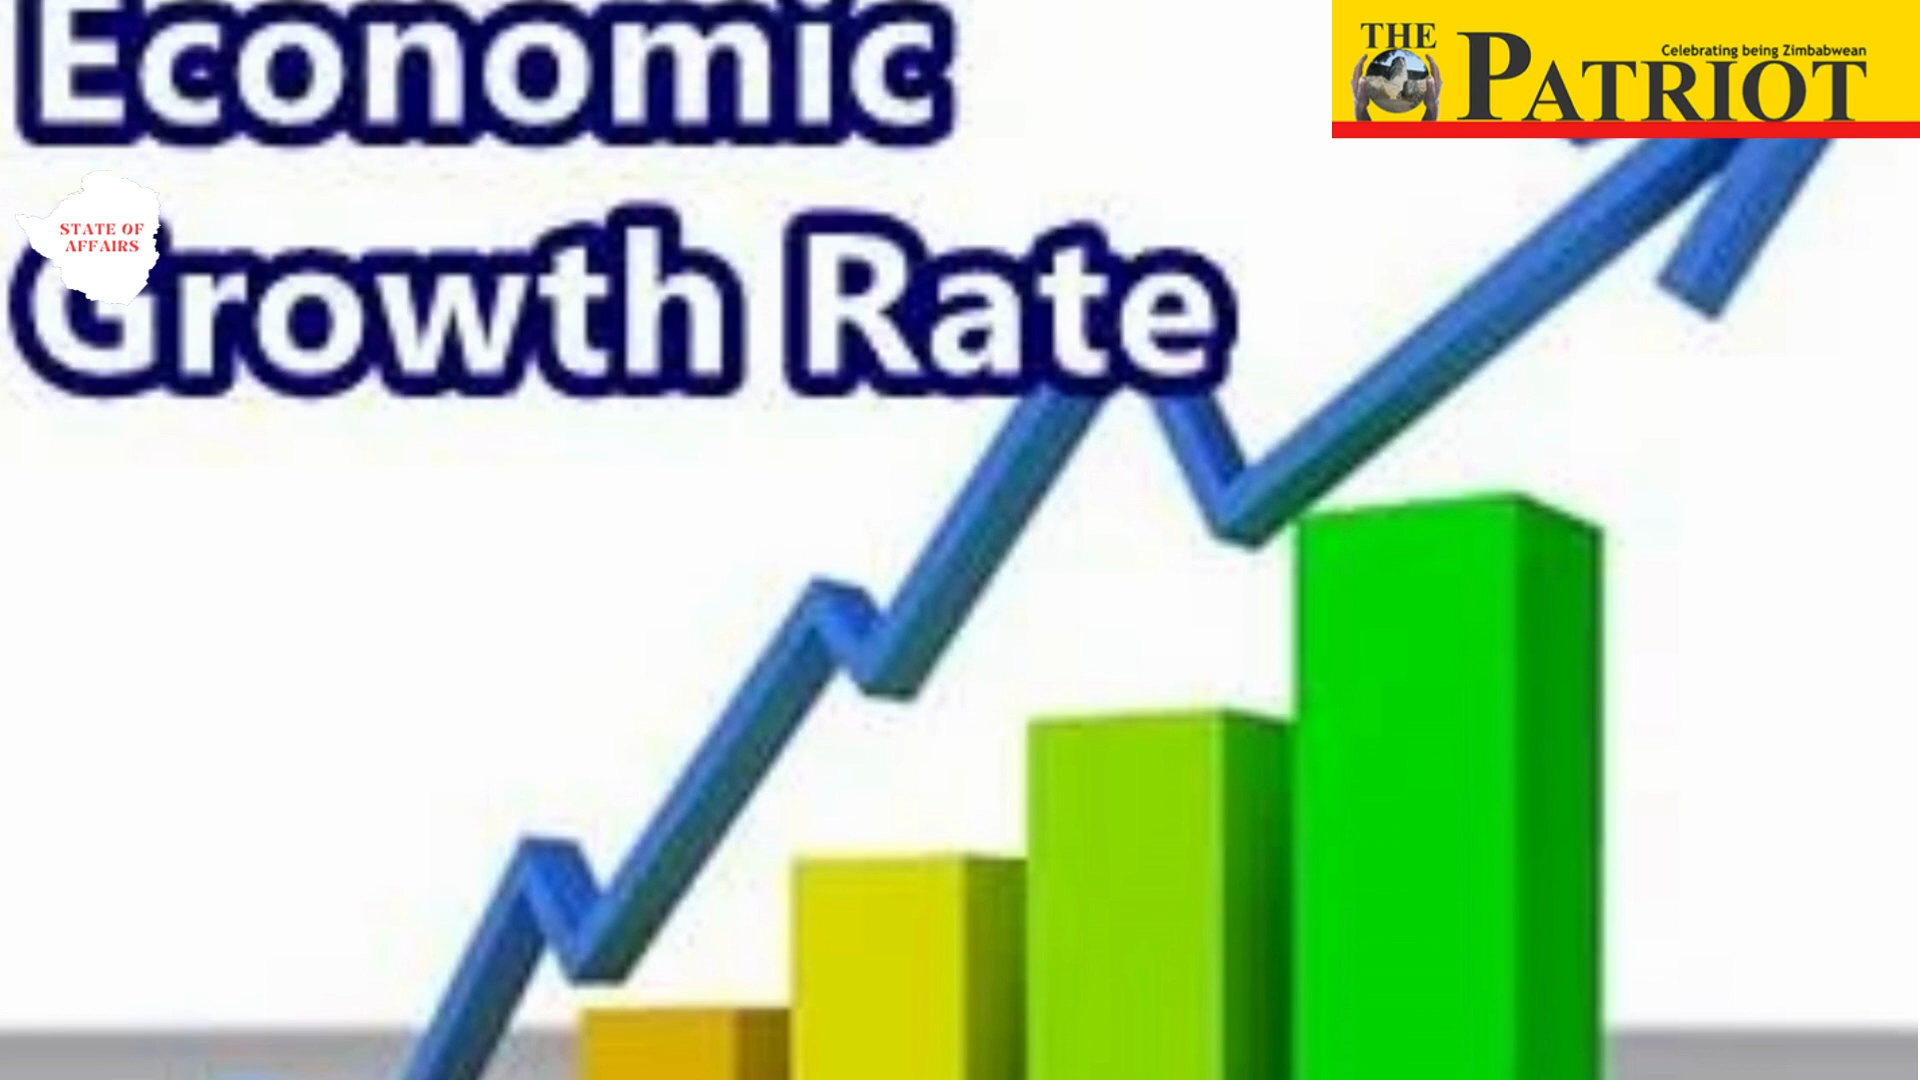 Economic
Growth Rate
STATE OF
AFFAIRS
THE
PATRIOT
Celebrating being Zimbabwean